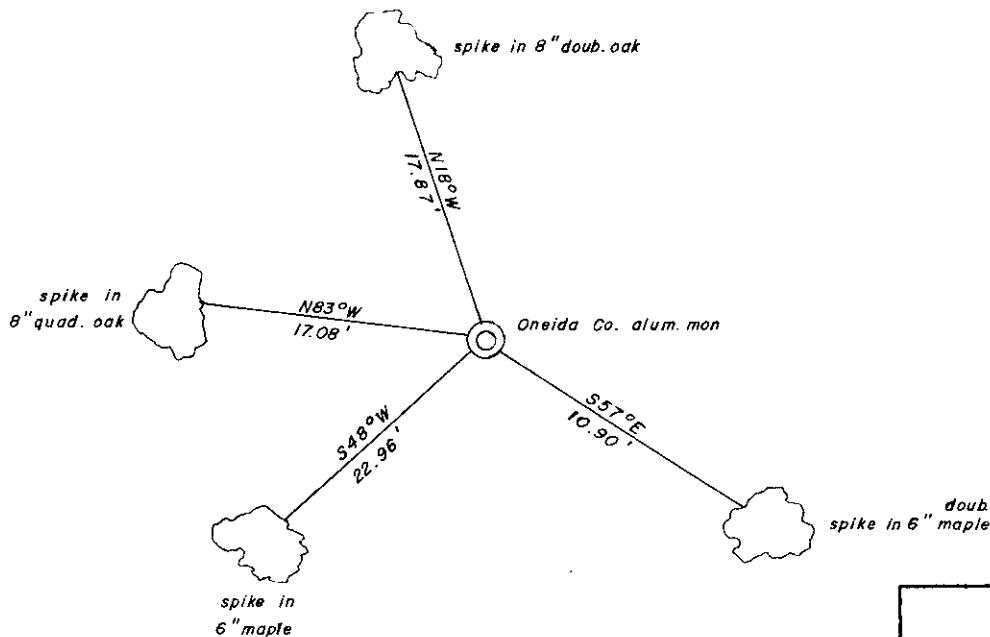 spike in 8" doub. oak
N18°W
17.87'
spike in
8" quad. oak
N83°W
17.08'
Oneida Co. alum. mon
S48°W
22.96'
S57°E
10.90'
doub.
spike in 6" maple
spike in
6" maple